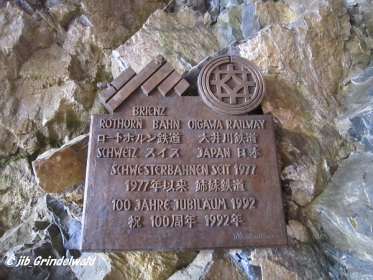 BRIENZ
ROTHORN BAHN OIGAWA RAILWAY
ロートホルン鉄道 大井川鉄道
SCHWEIZ スイス JAPAN 日本
SCHWESTERBAHNEN SEIT 1977
1977年以来 姉妹鉄道
100 JAHRE JUBILÄUM 1992
祝 100周年 1992年
© jib Grindelwald